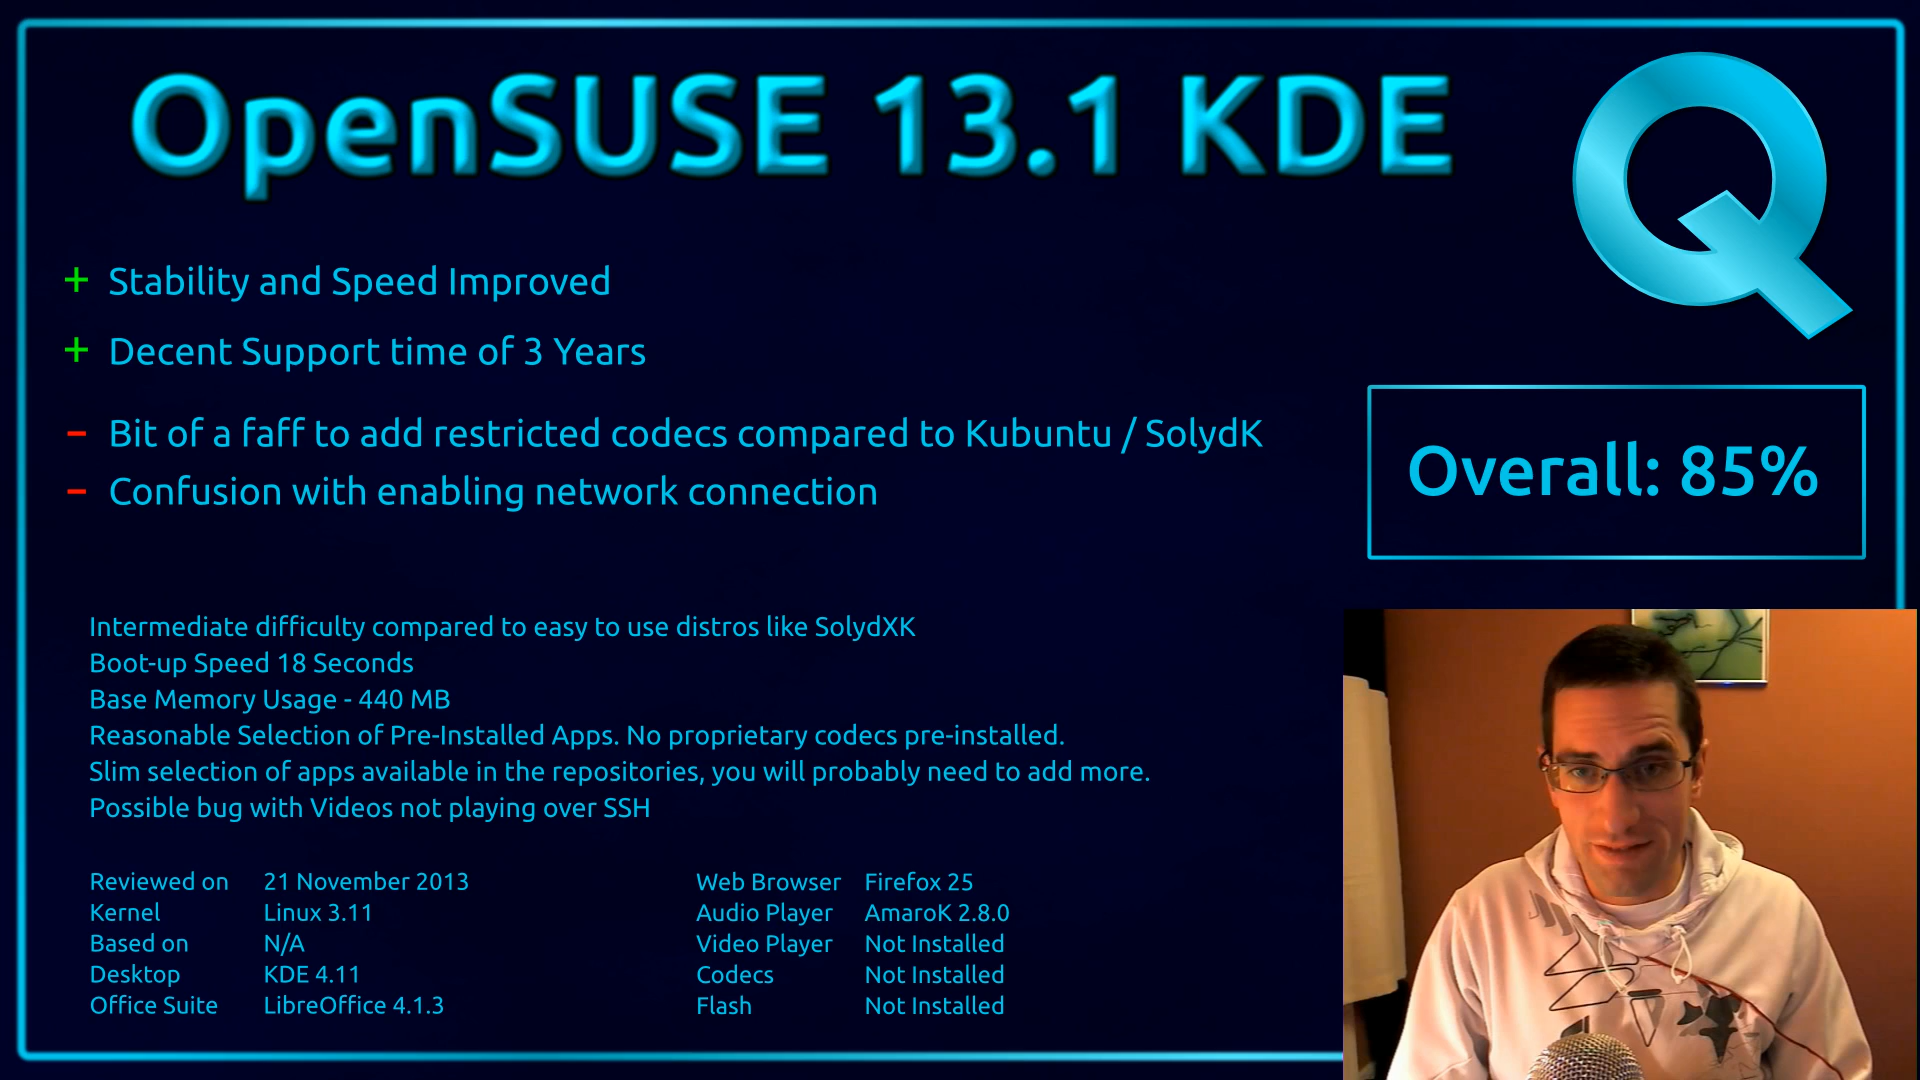 OpenSUSE 13.1 KDE
Q
+ Stability and Speed Improved
+ Decent Support time of 3 Years
- Bit of a faff to add restricted codecs compared to Kubuntu / SolydK
- Confusion with enabling network connection
Overall: 85%
Intermediate difficulty compared to easy to use distros like SolydXK
Boot-up Speed 18 Seconds
Base Memory Usage - 440 MB
Reasonable Selection of Pre-Installed Apps. No proprietary codecs pre-installed.
Slim selection of apps available in the repositories, you will probably need to add more.
Possible bug with Videos not playing over SSH
Reviewed on 21 November 2013
Kernel Linux 3.11
Based on N/A
Desktop KDE 4.11
Office Suite LibreOffice 4.1.3
Web Browser Firefox 25
Audio Player AmaroK 2.8.0
Video Player Not Installed
Codecs Not Installed
Flash Not Installed